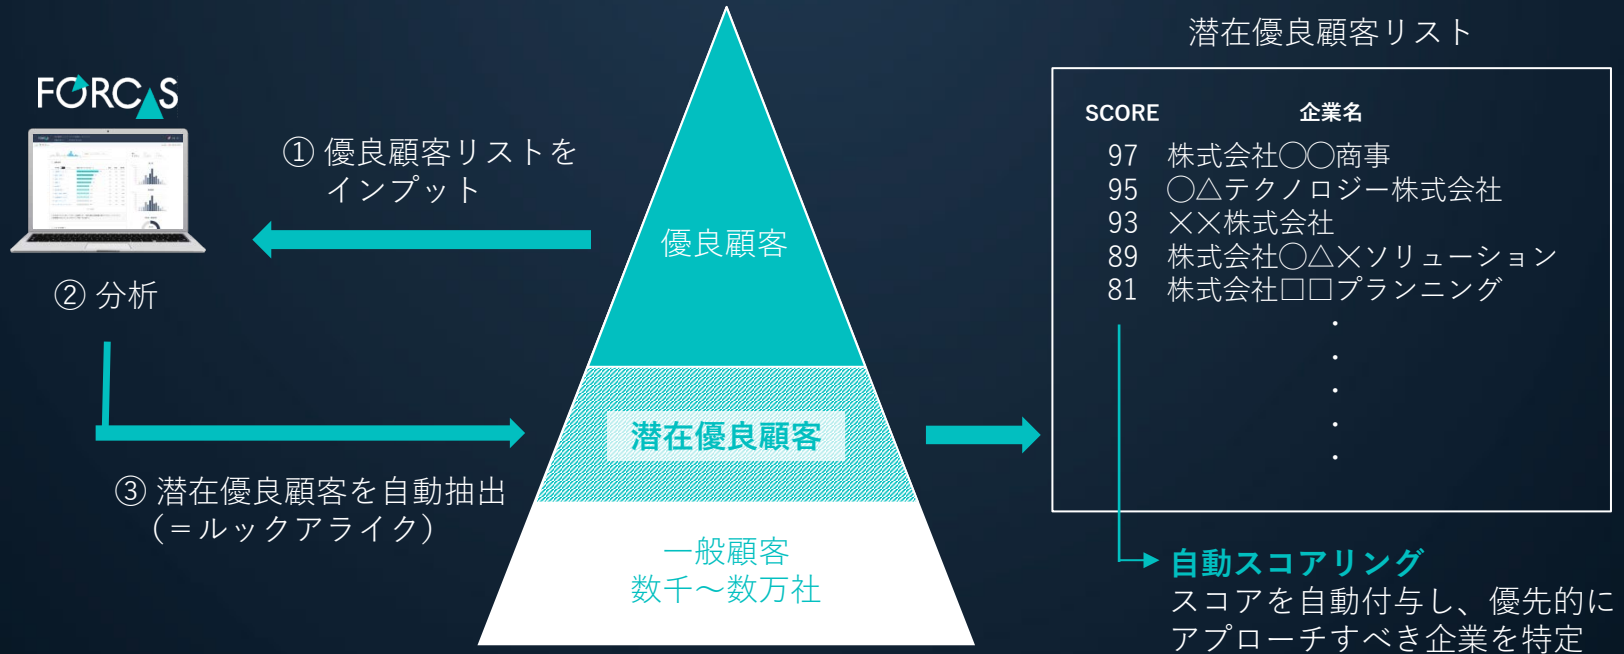 FORCAS
① 優良顧客リストを
インプット
② 分析
③ 潜在優良顧客を自動抽出
(=ルックアライク)
優良顧客
潜在優良顧客
一般顧客
数千～数万社
潜在優良顧客リスト
SCORE 企業名
97 株式会社○○商事
95 ○△テクノロジー株式会社
93 ××株式会社
89 株式会社○△×ソリューション
81 株式会社□□プランニング
・
・
・
・
・
自動スコアリング
スコアを自動付与し、優先的に
アプローチすべき企業を特定